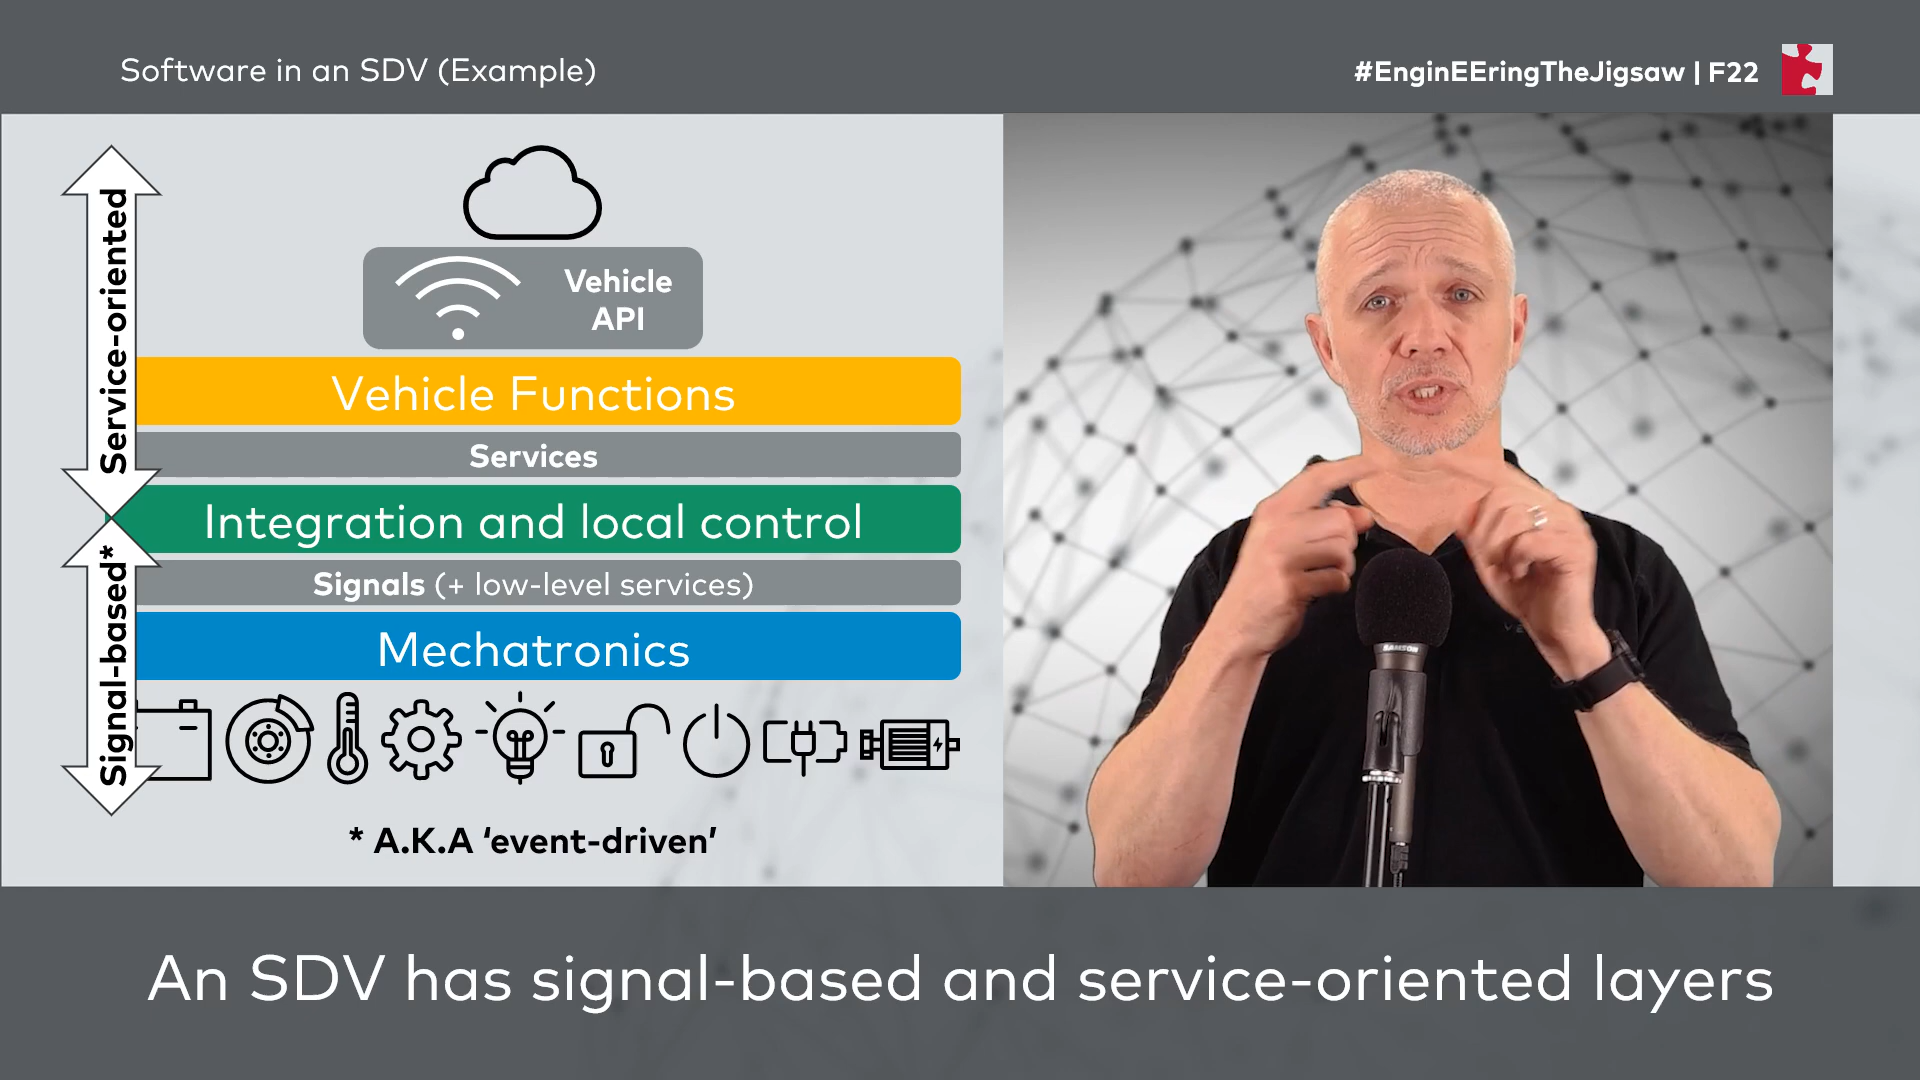 Software in an SDV (Example)
#EnginEEringTheJigsaw | F22
Service-oriented
Vehicle
API
Vehicle Functions
Services
Integration and local control
Signal-based*
Signals (+ low-level services)
Mechatronics
* A.K.A ‘event-driven’
SAMSON
An SDV has signal-based and service-oriented layers